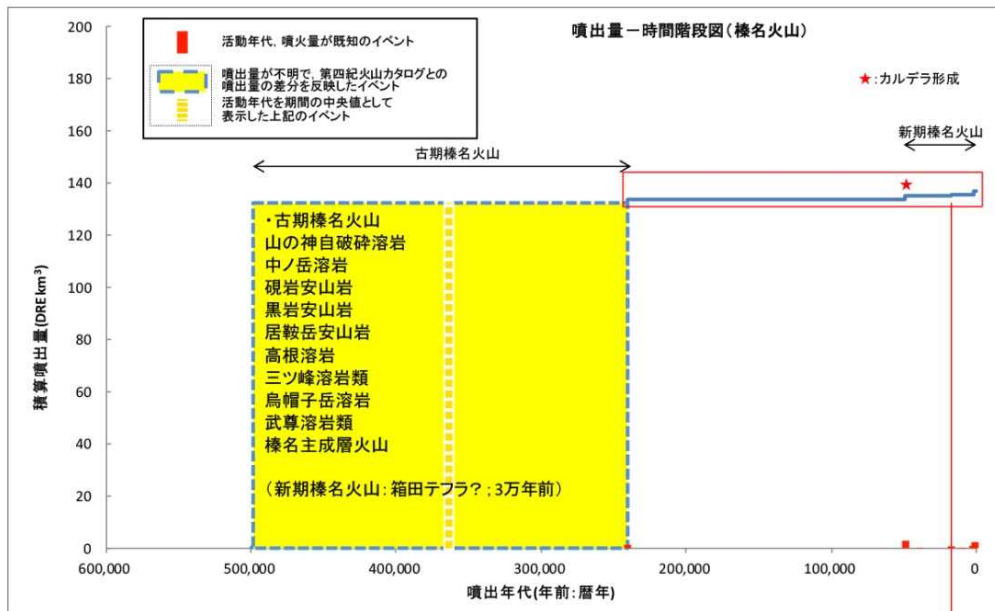 噴出量－時間階段図(榛名火山)
活動年代、噴火量が既知のイベント
噴出量が不明で、第四紀火山カタログとの
噴出量の差分を反映したイベント
活動年代を期間の中央値として
表示した上記のイベント
★:カルデラ形成
新期榛名火山
古期榛名火山
積算噴出量(DRE km³)
200
180
160
140
120
100
80
60
40
20
0
・古期榛名火山
山の神自破砕溶岩
中ノ岳溶岩
硯岩安山岩
黒岩安山岩
居鞍岳安山岩
高根溶岩
三ツ峰溶岩類
烏帽子岳溶岩
武尊溶岩類
榛名主成層火山
(新期榛名火山:箱田テフラ?;3万年前)
600,000
500,000
400,000
300,000
200,000
100,000
0
噴出年代(年前:暦年)